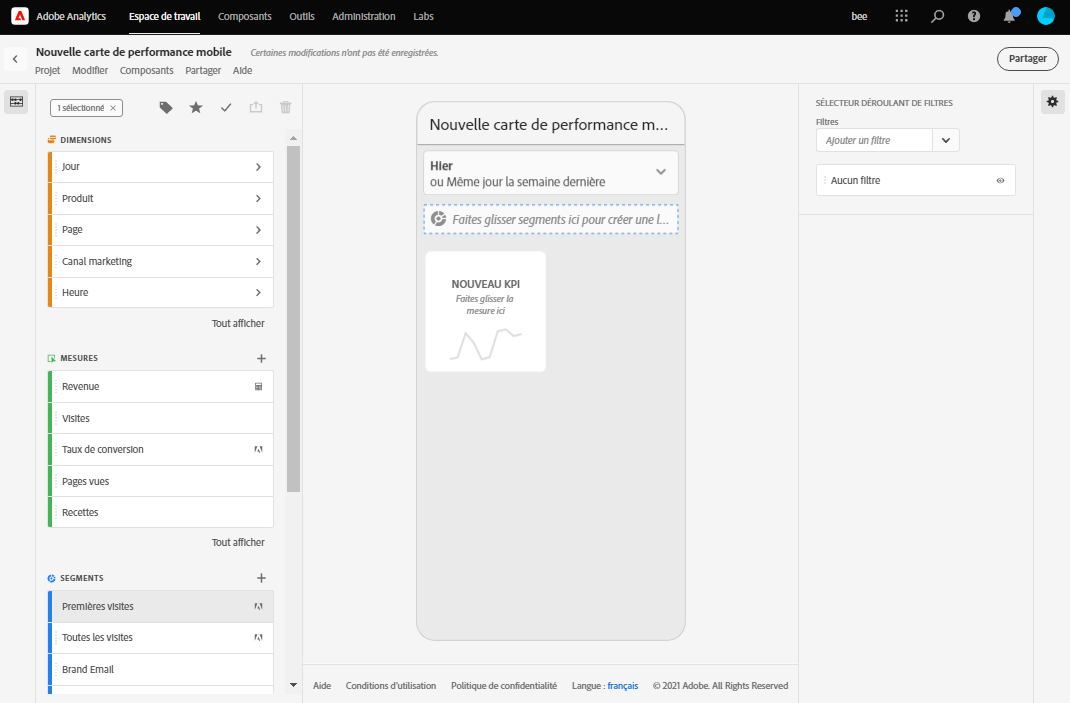 Adobe Analytics Espace de travail Composants Outils Administration Labs bee
Nouvelle carte de performance mobile Certaines modifications n'ont pas été enregistrées.
Projet Modifier Composants Partager Aide
Partager
1 sélectionné
DIMENSIONS
Jour
Produit
Page
Canal marketing
Heure
Tout afficher
MESURES
Revenue
Visites
Taux de conversion
Pages vues
Recettes
Tout afficher
SEGMENTS
Premières visites
Toutes les visites
Brand Email
Nouvelle carte de performance m...
Hier
ou Même jour la semaine dernière
Faites glisser segments ici pour créer une l...
NOUVEAU KPI
Faites glisser la
mesure ici
Aide Conditions d'utilisation Politique de confidentialité Langue : français © 2021 Adobe. All Rights Reserved
SÉLECTEUR DÉROULANT DE FILTRES
Filtres
Ajouter un filtre
Aucun filtre